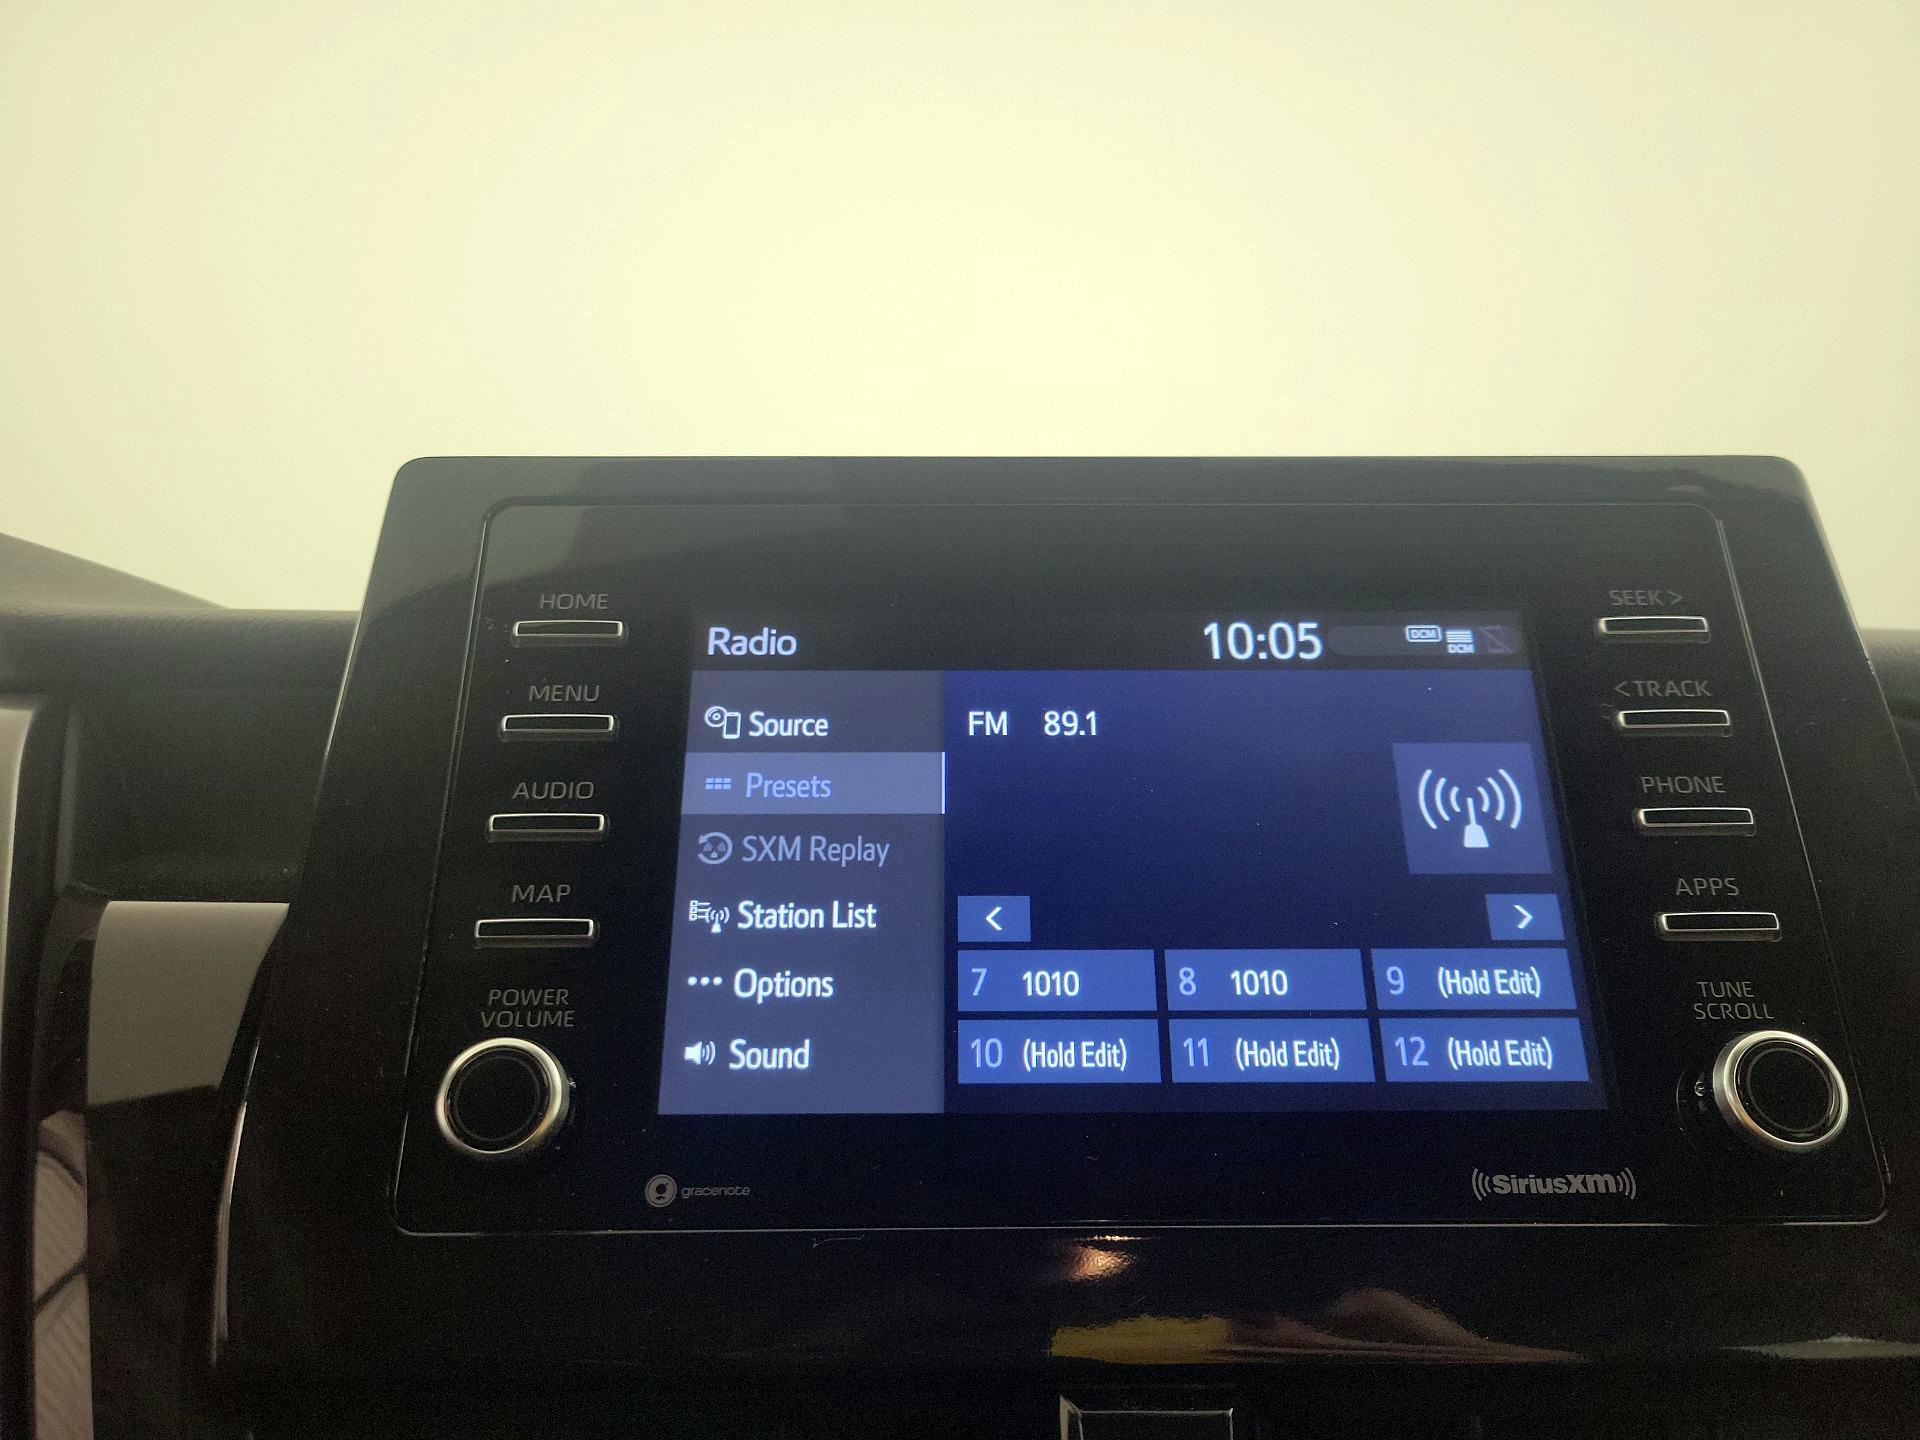 HOME
MENU
AUDIO
MAP
POWER
VOLUME
Radio
10:05
DCM
DCM
Source
Presets
SXM Replay
Station List
Options
Sound
FM 89.1
<
>
7 1010
8 1010
9 (Hold Edit)
10 (Hold Edit)
11 (Hold Edit)
12 (Hold Edit)
SEEK >
< TRACK
PHONE
APPS
TUNE
SCROLL
gracenote
SiriusXM